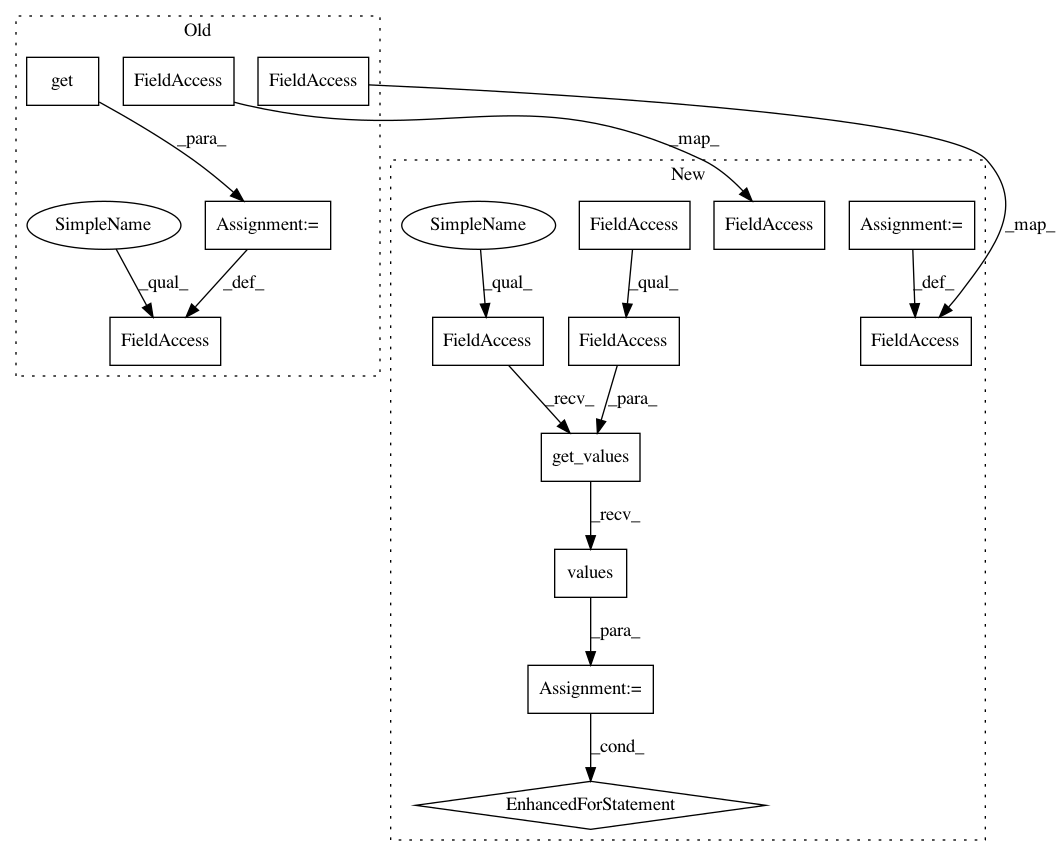 Old
get
FieldAccess
FieldAccess
_para_
_map_
New
SimpleName
Assignment:=
SimpleName
FieldAccess
FieldAccess
Assignment:=
_map_
_qual_
_def_
_qual_
_qual_
_def_
FieldAccess
FieldAccess
FieldAccess
FieldAccess
_recv_
_para_
get_values
_recv_
values
_para_
Assignment:=
_cond_
EnhancedForStatement